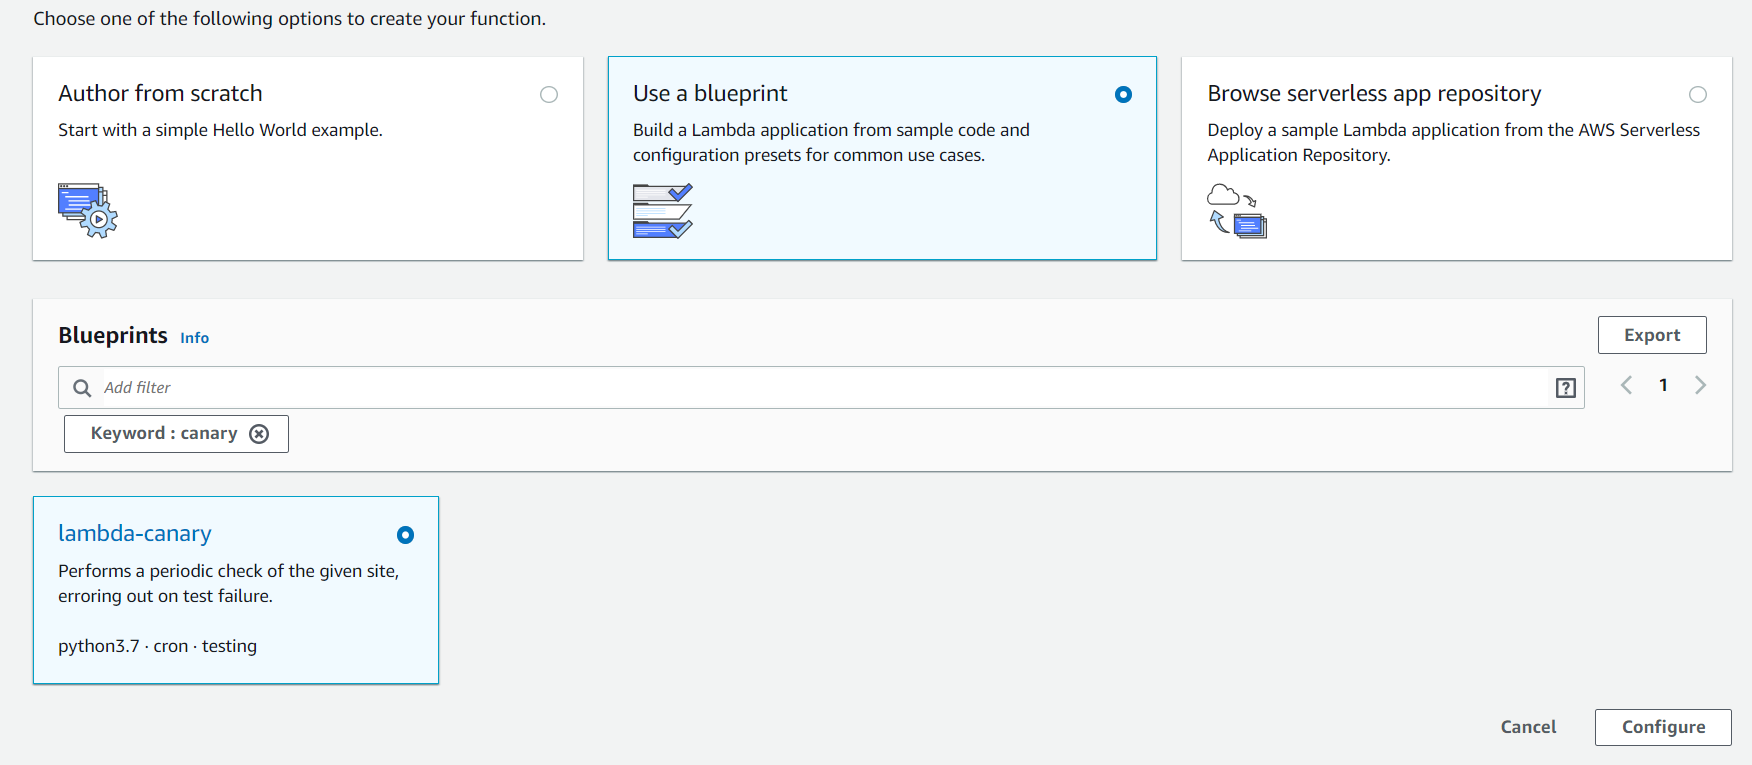 Choose one of the following options to create your function.
Author from scratch
Start with a simple Hello World example.
Use a blueprint
Build a Lambda application from sample code and
configuration presets for common use cases.
Browse serverless app repository
Deploy a sample Lambda application from the AWS Serverless
Application Repository.
Blueprints Info
Export
Add filter
?
1
Keyword : canary
lambda-canary
Performs a periodic check of the given site,
erroring out on test failure.
python3.7 · cron · testing
Cancel
Configure